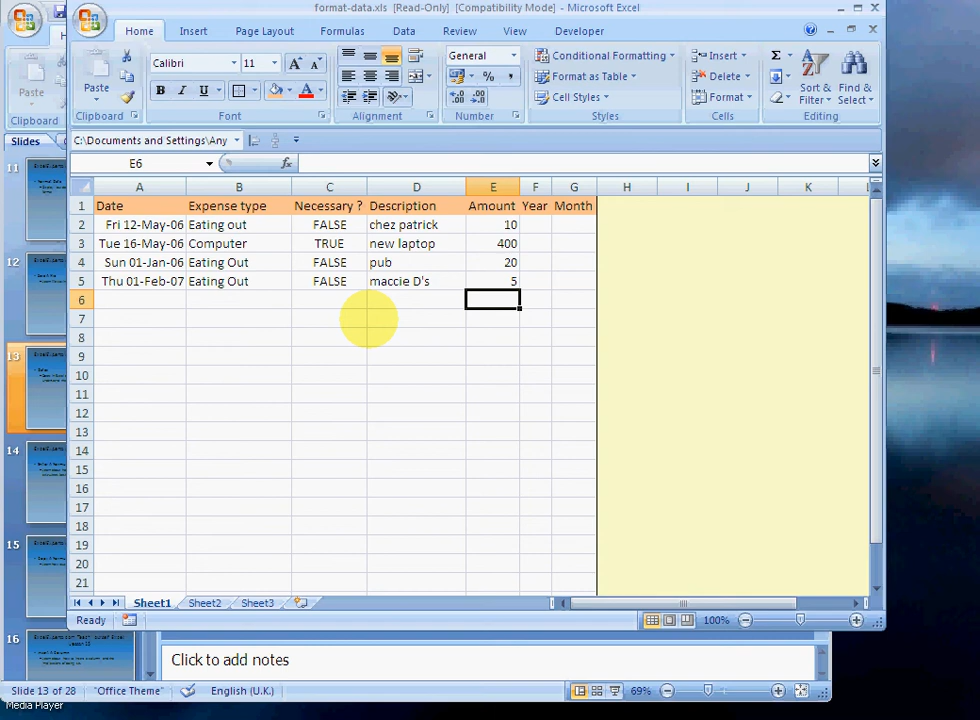 format-data.xls [Read-Only] [Compatibility Mode] - Microsoft Excel
Home Insert Page Layout Formulas Data Review View Developer
Paste Calibri 11 General Conditional Formatting Insert Σ
Paste B I U A % , Format as Table Delete Sort & Find &
Cell Styles Format Filter Select
Clipboard Clipboard Font Alignment Number Styles Cells Editing
Slides C:\Documents and Settings\Any
E6 fx
A B C D E F G H I J K
1 Date Expense type Necessary ? Description Amount Year Month
2 Fri 12-May-06 Eating out FALSE chez patrick 10
3 Tue 16-May-06 Computer TRUE new laptop 400
4 Sun 01-Jan-06 Eating Out FALSE pub 20
5 Thu 01-Feb-07 Eating Out FALSE maccie D's 5
6
7
8
9
10
11
12
13
14
15
16
17
18
19
20
21
11
12
13
14
15
16
Sheet1 Sheet2 Sheet3
Ready 100%
Click to add notes
Slide 13 of 28 "Office Theme" English (U.K.) 69%
Media Player